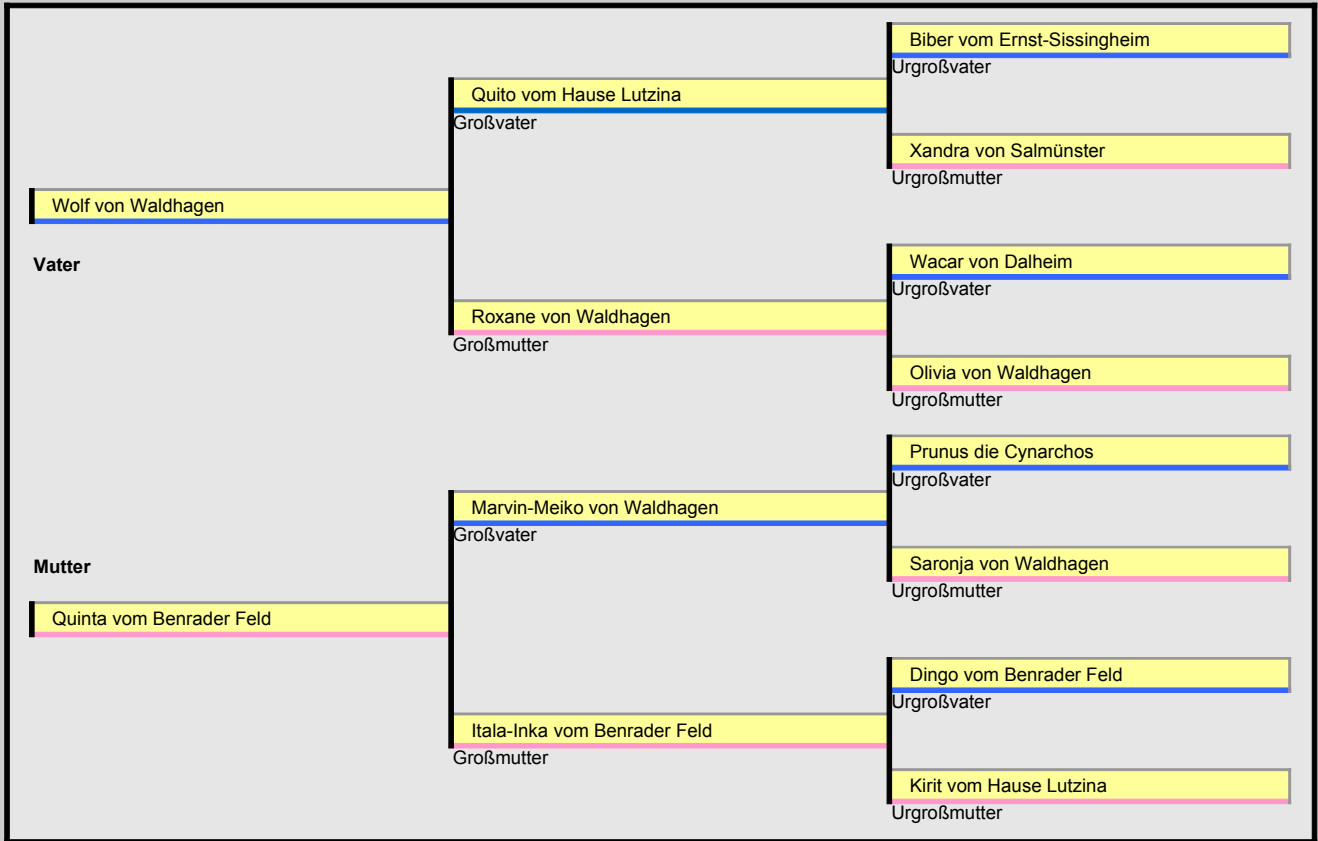 Biber vom Ernst-Sissingheim
Urgroßvater
Quito vom Hause Lutzina
Großvater
Xandra von Salmünster
Urgroßmutter
Wolf von Waldhagen
Vater
Wacar von Dalheim
Urgroßvater
Roxane von Waldhagen
Großmutter
Olivia von Waldhagen
Urgroßmutter
Prunus die Cynarchos
Urgroßvater
Marvin-Meiko von Waldhagen
Großvater
Mutter
Saronja von Waldhagen
Urgroßmutter
Quinta vom Benrader Feld
Dingo vom Benrader Feld
Urgroßvater
Itala-Inka vom Benrader Feld
Großmutter
Kirit vom Hause Lutzina
Urgroßmutter